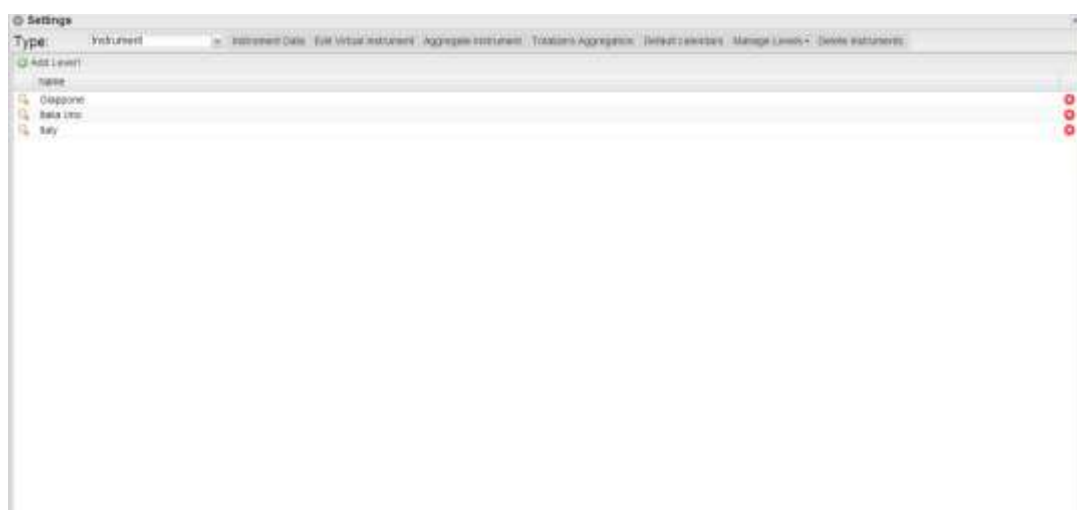 Settings
Type: Instrument Instrument Data Edit Virtual Instrument Aggregate Instrument Totalizers Aggregation Default calendars Manage Levels Delete Instruments
Add Level1
name
Giappone
Italia Uno
Italy